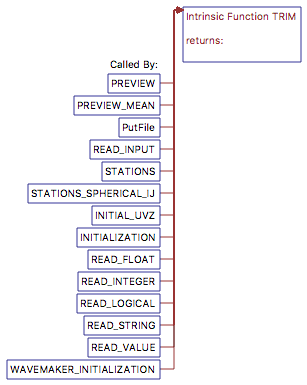 Intrinsic Function TRIM
returns:
Called By:
PREVIEW
PREVIEW_MEAN
PutFile
READ_INPUT
STATIONS
STATIONS_SPHERICAL_IJ
INITIAL_UVZ
INITIALIZATION
READ_FLOAT
READ_INTEGER
READ_LOGICAL
READ_STRING
READ_VALUE
WAVEMAKER_INITIALIZATION